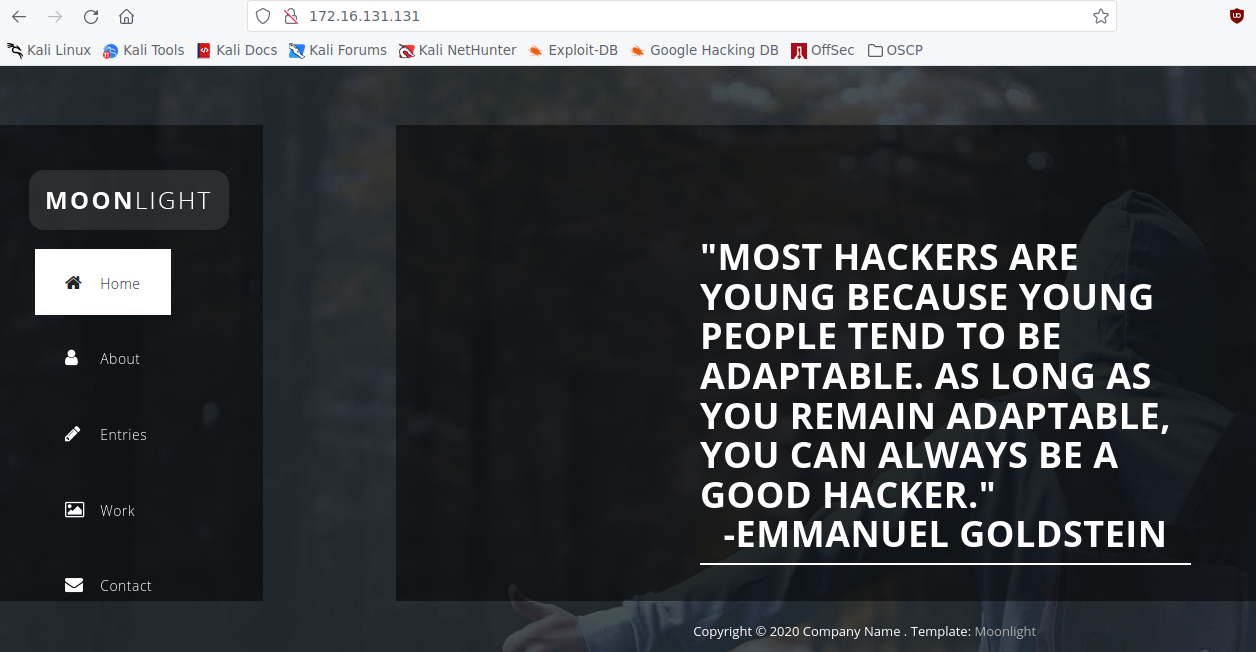 172.16.131.131
Kali Linux Kali Tools Kali Docs Kali Forums Kali NetHunter Exploit-DB Google Hacking DB OffSec OSCP
MOONLIGHT
Home
About
Entries
Work
Contact
"MOST HACKERS ARE
YOUNG BECAUSE YOUNG
PEOPLE TEND TO BE
ADAPTABLE. AS LONG AS
YOU REMAIN ADAPTABLE,
YOU CAN ALWAYS BE A
GOOD HACKER."
-EMMANUEL GOLDSTEIN
Copyright © 2020 Company Name . Template: Moonlight